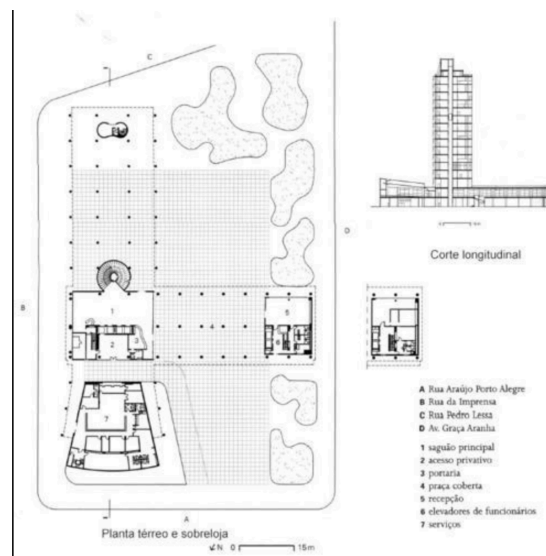 C
D
B
1
2
3
4
5
6
7
A
Planta térreo e sobreloja
N 0 15m
Corte longitudinal
A Rua Araújo Porto Alegre
B Rua da Imprensa
C Rua Pedro Lessa
D Av. Graça Aranha
1 saguão principal
2 acesso privativo
3 portaria
4 praça coberta
5 recepção
6 elevadores de funcionários
7 serviços